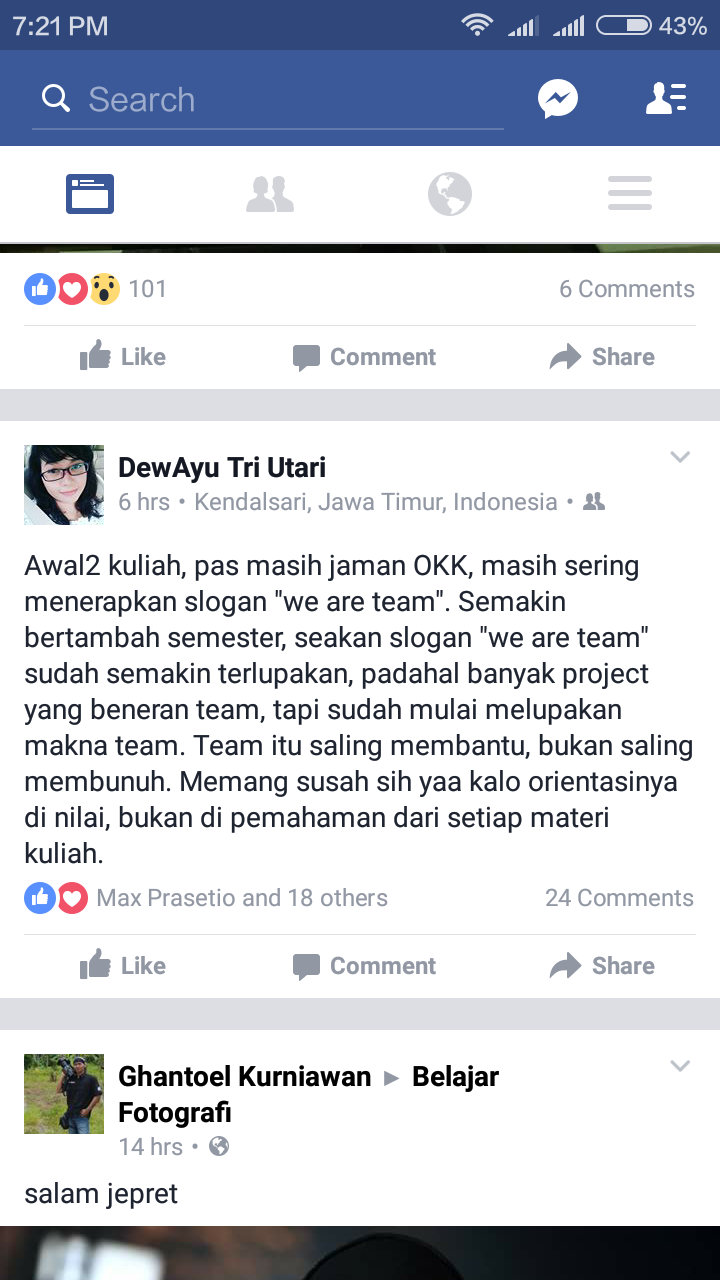 7:21 PM 43%
Search
101 6 Comments
Like Comment Share
DewAyu Tri Utari
6 hrs • Kendalsari, Jawa Timur, Indonesia •
Awal2 kuliah, pas masih jaman OKK, masih sering
menerapkan slogan "we are team". Semakin
bertambah semester, seakan slogan "we are team"
sudah semakin terlupakan, padahal banyak project
yang beneran team, tapi sudah mulai melupakan
makna team. Team itu saling membantu, bukan saling
membunuh. Memang susah sih yaa kalo orientasinya
di nilai, bukan di pemahaman dari setiap materi
kuliah.
Max Prasetio and 18 others 24 Comments
Like Comment Share
Ghantoel Kurniawan ▶ Belajar
Fotografi
14 hrs •
salam jepret